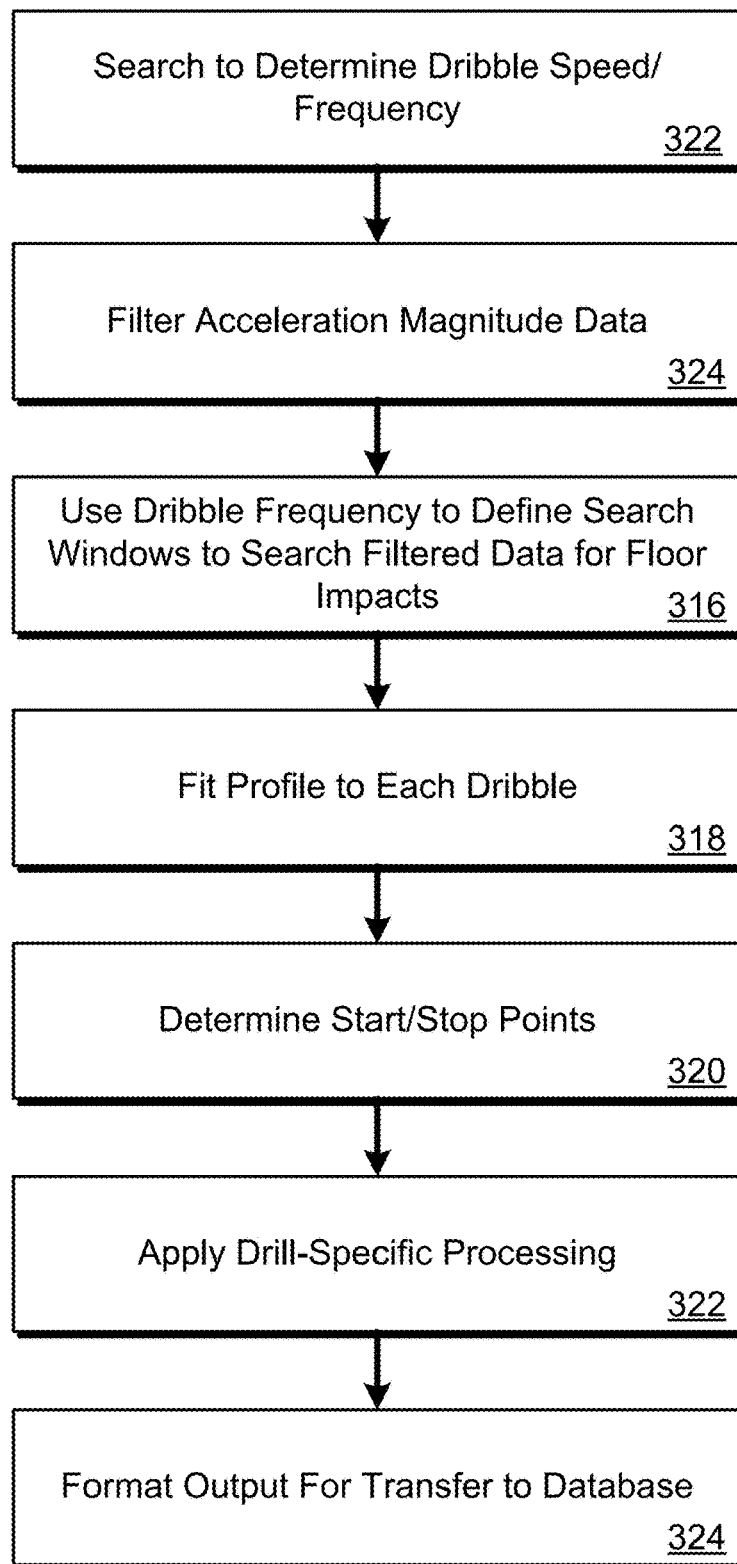 Search to Determine Dribble Speed/
Frequency
322
Filter Acceleration Magnitude Data
324
Use Dribble Frequency to Define Search
Windows to Search Filtered Data for Floor
Impacts
316
Fit Profile to Each Dribble
318
Determine Start/Stop Points
320
Apply Drill-Specific Processing
322
Format Output For Transfer to Database
324